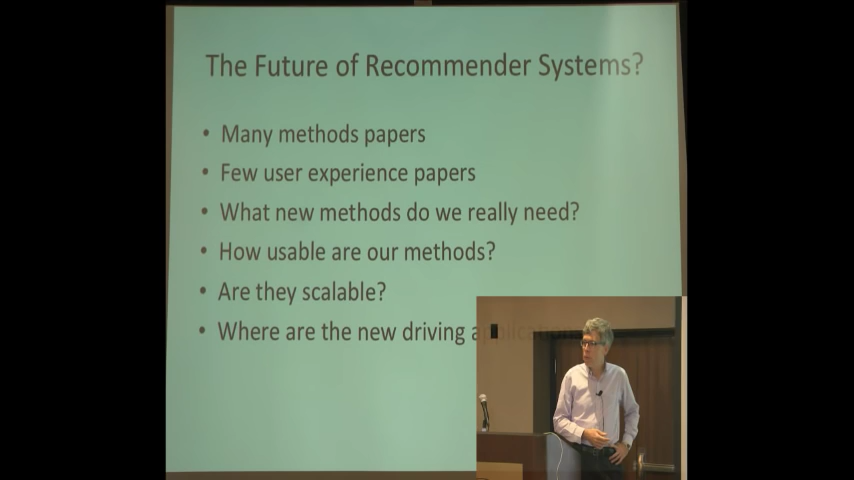 The Future of Recommender Systems?
• Many methods papers
• Few user experience papers
• What new methods do we really need?
• How usable are our methods?
• Are they scalable?
• Where are the new driving